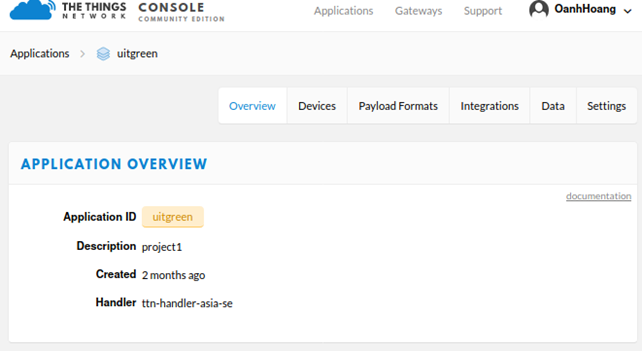 THE THINGS NETWORK CONSOLE COMMUNITY EDITION
Applications Gateways Support OanhHoang
Applications > uitgreen
Overview Devices Payload Formats Integrations Data Settings
APPLICATION OVERVIEW
documentation
Application ID uitgreen
Description project1
Created 2 months ago
Handler ttn-handler-asia-se